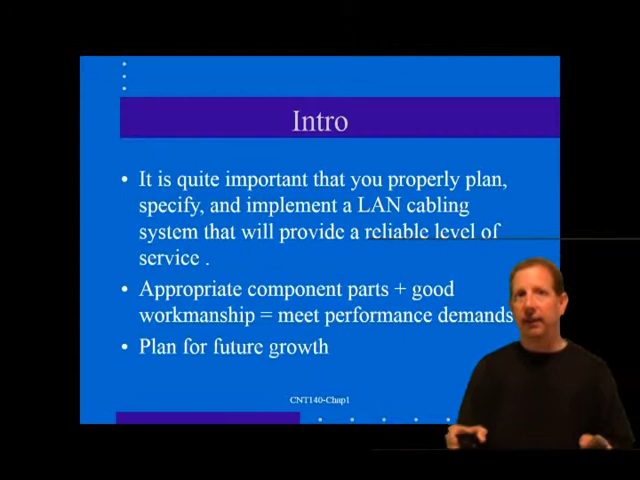 Intro
• It is quite important that you properly plan,
specify, and implement a LAN cabling
system that will provide a reliable level of
service .
• Appropriate component parts + good
workmanship = meet performance demands
• Plan for future growth
CNT140-Chap1